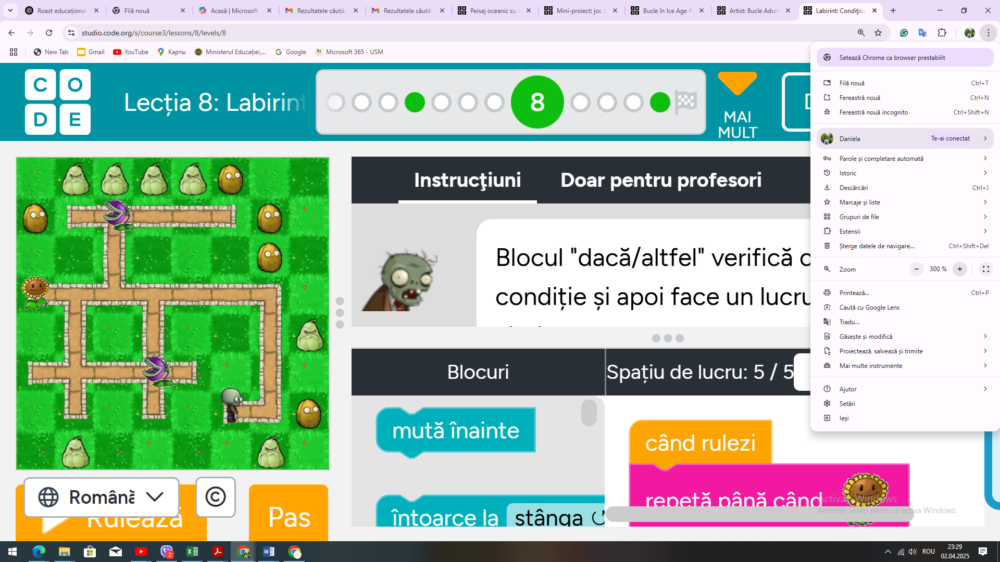 Roast educațional
Filă nouă
Acasă | Microsoft
Rezultatele căutăr
Rezultatele căutăr
Peisaj oceanic cu
Mini-proiect: joc
Bucle în Ice Age #
Artist: Bucle
Labirint: Condițion
studio.code.org/s/course3/lessons/8/levels/8
New Tab
Gmail
YouTube
Карты
Ministerul Educației,...
Google
Microsoft 365 - USM
C O
D E
Lecția 8: Labirint
8
MAI
MULT
Instrucţiuni
Doar pentru profesori
Blocul "dacă/altfel" verifică o
condiție și apoi face un lucru
Blocuri
Spațiu de lucru: 5 / 5
mută înainte
întoarce la stânga
când rulezi
repetă până când
Română
Rulează
Pas
Setează Chrome ca browser prestabilit
Filă nouă Ctrl+T
Fereastră nouă Ctrl+N
Fereastră nouă incognito Ctrl+Shift+N
Daniela Te-ai conectat
Parole și completare automată
Istoric
Descărcări Ctrl+J
Marcaje și liste
Grupuri de file
Extensii
Șterge datele de navigare... Ctrl+Shift+Del
Zoom 300 %
Printează... Ctrl+P
Caută cu Google Lens
Tradu...
Găsește și modifică
Proiectează, salvează și trimite
Mai multe instrumente
Ajutor
Setări
Ieși
Activați Windows
Accesați Setări pentru a activa Windows.
2
ROU
23:29
02.04.2025